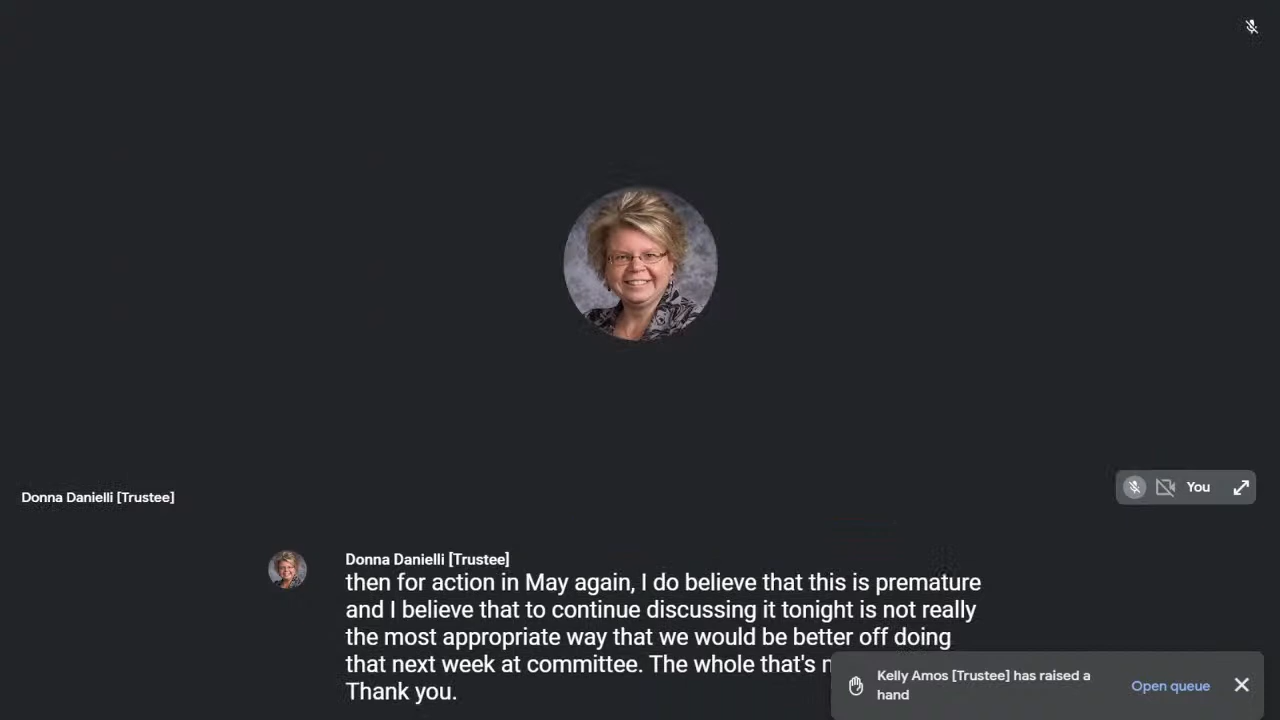 Donna Danielli [Trustee]
You
Donna Danielli [Trustee]
then for action in May again, I do believe that this is premature
and I believe that to continue discussing it tonight is not really
the most appropriate way that we would be better off doing
that next week at committee. The whole that's
Thank you.
Kelly Amos [Trustee] has raised a
hand
Open queue